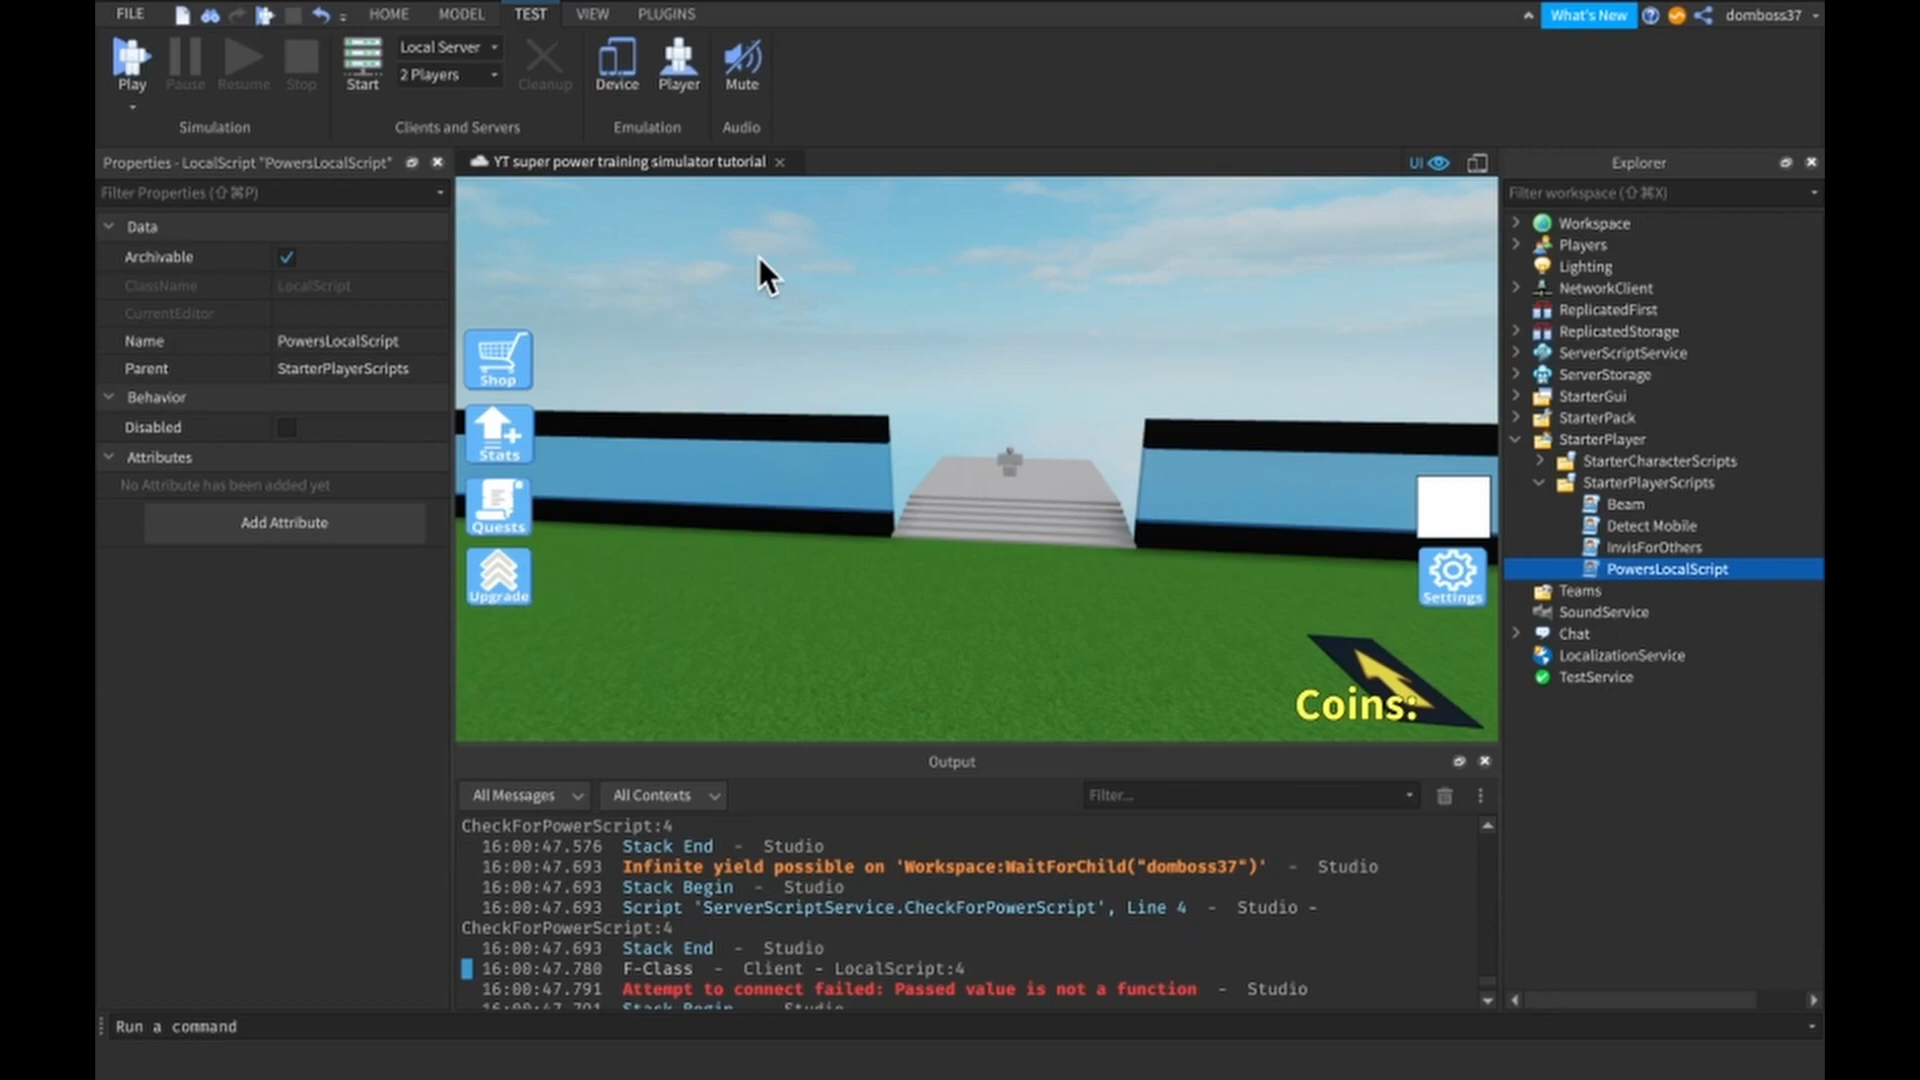 FILE HOME MODEL TEST VIEW PLUGINS What's New domboss37
Play Pause Resume Stop Start Local Server 2 Players Cleanup Device Player Mute
Simulation Clients and Servers Emulation Audio
Properties - LocalScript "PowersLocalScript"
Filter Properties (⇧⌘P)
Data
Archivable
ClassName LocalScript
CurrentEditor
Name PowersLocalScript
Parent StarterPlayerScripts
Behavior
Disabled
Attributes
No Attribute has been added yet
Add Attribute
YT super power training simulator tutorial
UI
Shop
Stats
Quests
Upgrade
Settings
Coins:
Output
All Messages All Contexts Filter...
CheckForPowerScript:4
16:00:47.576 Stack End - Studio
16:00:47.693 Infinite yield possible on 'Workspace:WaitForChild("domboss37")' - Studio
16:00:47.693 Stack Begin - Studio
16:00:47.693 Script 'ServerScriptService.CheckForPowerScript', Line 4 - Studio -
CheckForPowerScript:4
16:00:47.693 Stack End - Studio
16:00:47.780 F-Class - Client - LocalScript:4
16:00:47.791 Attempt to connect failed: Passed value is not a function - Studio
16:00:47.791 Stack Begin - Studio
Explorer
Filter workspace (⇧⌘X)
Workspace
Players
Lighting
NetworkClient
ReplicatedFirst
ReplicatedStorage
ServerScriptService
ServerStorage
StarterGui
StarterPack
StarterPlayer
StarterCharacterScripts
StarterPlayerScripts
Beam
Detect Mobile
InvisForOthers
PowersLocalScript
Teams
SoundService
Chat
LocalizationService
TestService
Run a command